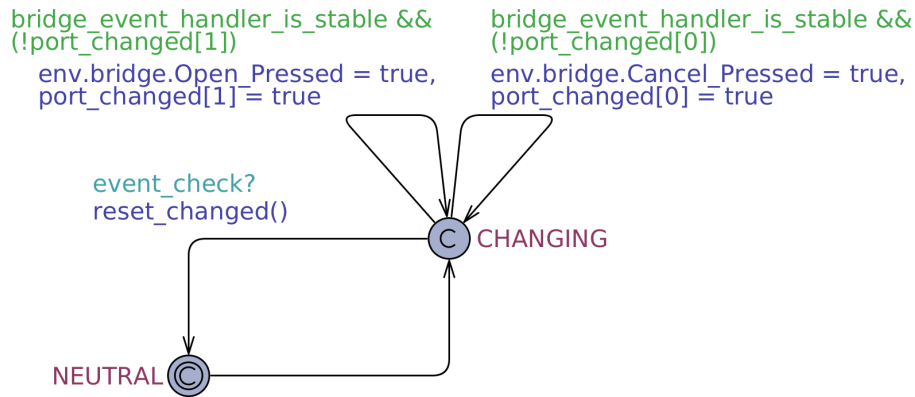 bridge_event_handler_is_stable &&
(!port_changed[1])
env.bridge.Open_Pressed = true,
port_changed[1] = true
bridge_event_handler_is_stable &&
(!port_changed[0])
env.bridge.Cancel_Pressed = true,
port_changed[0] = true
event_check?
reset_changed()
C
CHANGING
NEUTRAL
C